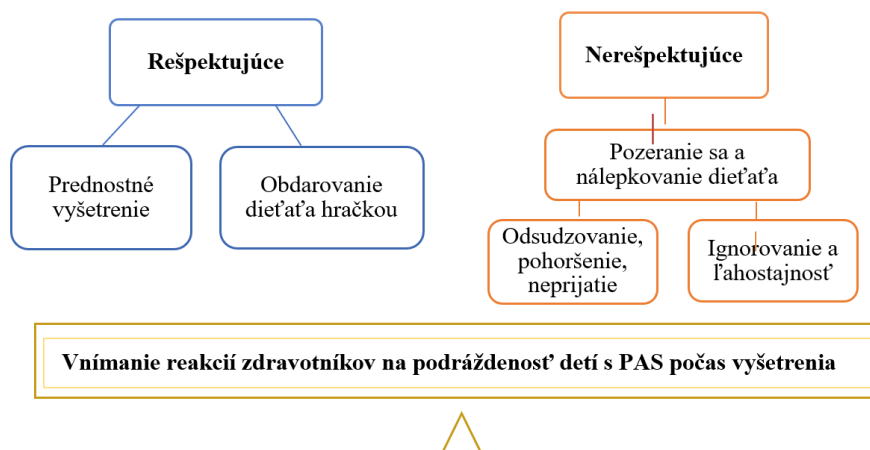 Rešpektujúce
Prednostné
vyšetrenie
Obdarovanie
dieťaťa hračkou
Nerešpektujúce
Pozeranie sa a
nálepkovanie dieťaťa
Odsudzovanie,
pohoršenie,
neprijatie
Ignorovanie a
ľahostajnosť
Vnímanie reakcií zdravotníkov na podráždenosť detí s PAS počas vyšetrenia